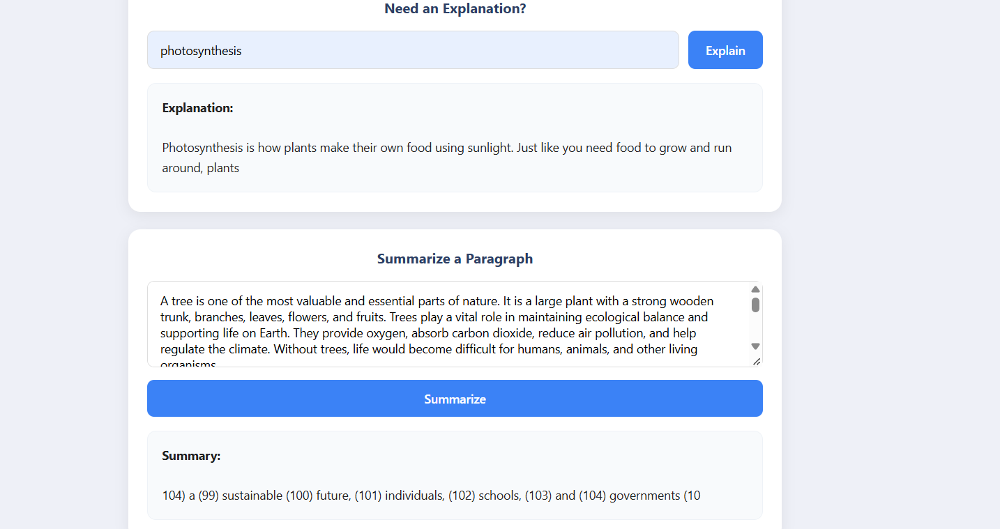 Need an Explanation?
photosynthesis
Explain
Explanation:
Photosynthesis is how plants make their own food using sunlight. Just like you need food to grow and run
around, plants
Summarize a Paragraph
A tree is one of the most valuable and essential parts of nature. It is a large plant with a strong wooden
trunk, branches, leaves, flowers, and fruits. Trees play a vital role in maintaining ecological balance and
supporting life on Earth. They provide oxygen, absorb carbon dioxide, reduce air pollution, and help
regulate the climate. Without trees, life would become difficult for humans, animals, and other living
organisms.
Summarize
Summary:
104) a (99) sustainable (100) future, (101) individuals, (102) schools, (103) and (104) governments (10